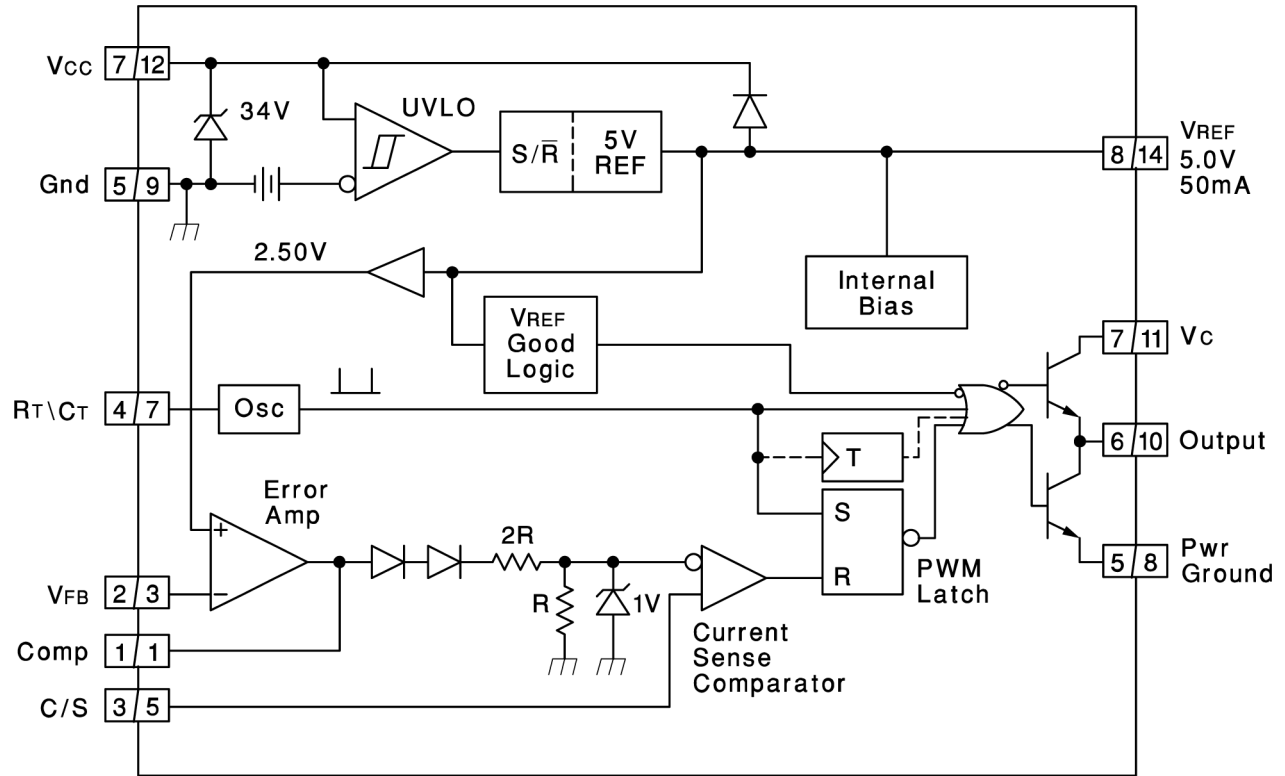 VCC 7/12
34V
UVLO
S/R̅
5V
REF
8/14
VREF
5.0V
50mA
Gnd 5/9
2.50V
Internal
Bias
VREF
Good
Logic
7/11 VC
RT\CT 4/7
Osc
T
6/10 Output
Error
Amp
S
R
PWM
Latch
5/8
Pwr
Ground
+
−
VFB 2/3
2R
R
1V
Comp 1/1
Current
Sense
Comparator
C/S 3/5